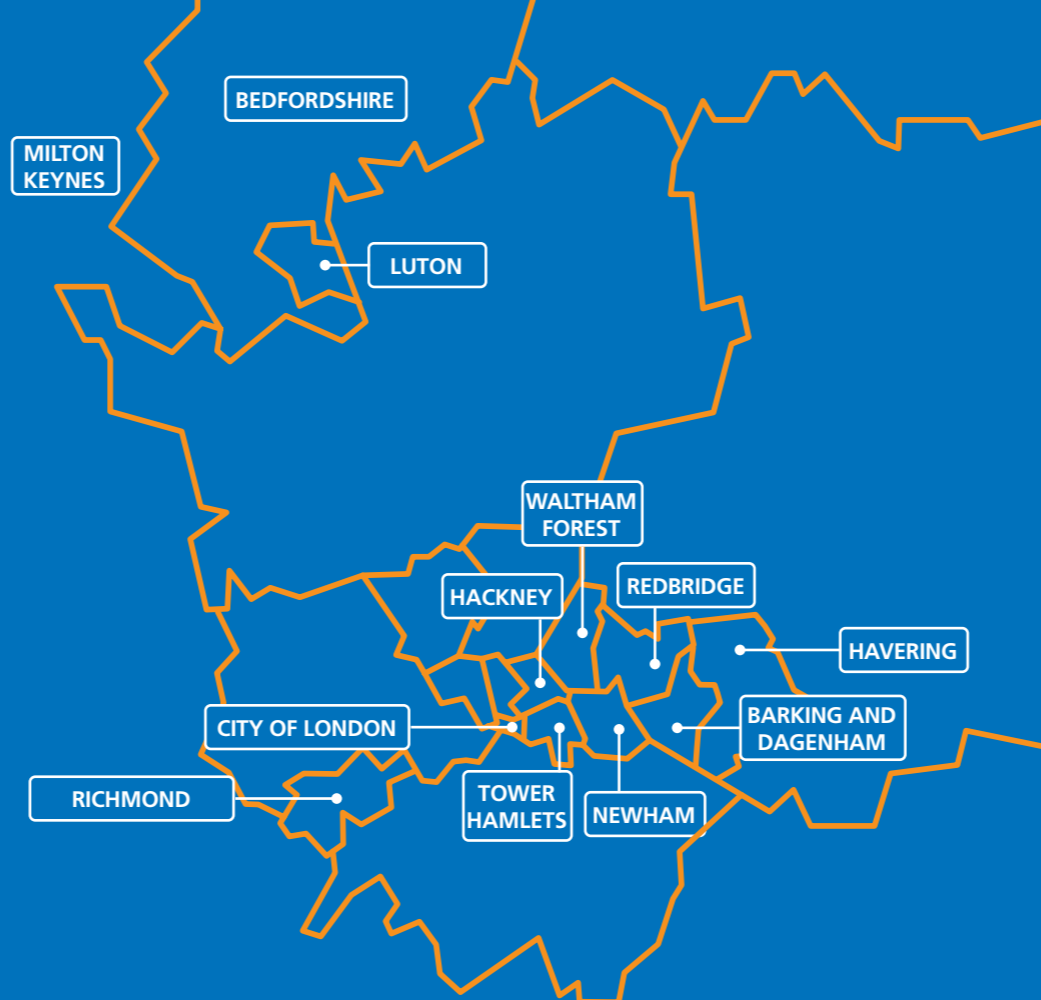 BEDFORDSHIRE
MILTON
KEYNES
LUTON
WALTHAM
FOREST
REDBRIDGE
HACKNEY
HAVERING
CITY OF LONDON
BARKING AND
DAGENHAM
RICHMOND
TOWER
HAMLETS
NEWHAM